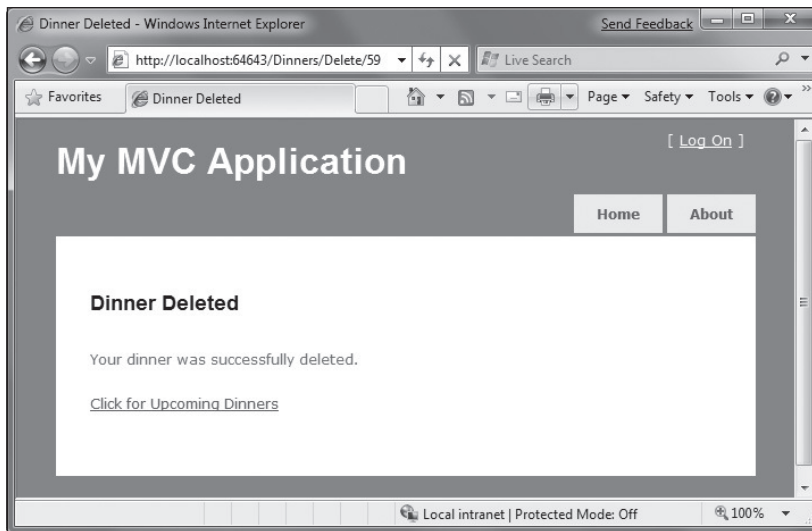 Dinner Deleted - Windows Internet Explorer Send Feedback
http://localhost:64643/Dinners/Delete/59 Live Search
Favorites Dinner Deleted Page Safety Tools
[ Log On ]
My MVC Application
Home About
Dinner Deleted
Your dinner was successfully deleted.
Click for Upcoming Dinners
Local intranet | Protected Mode: Off 100%